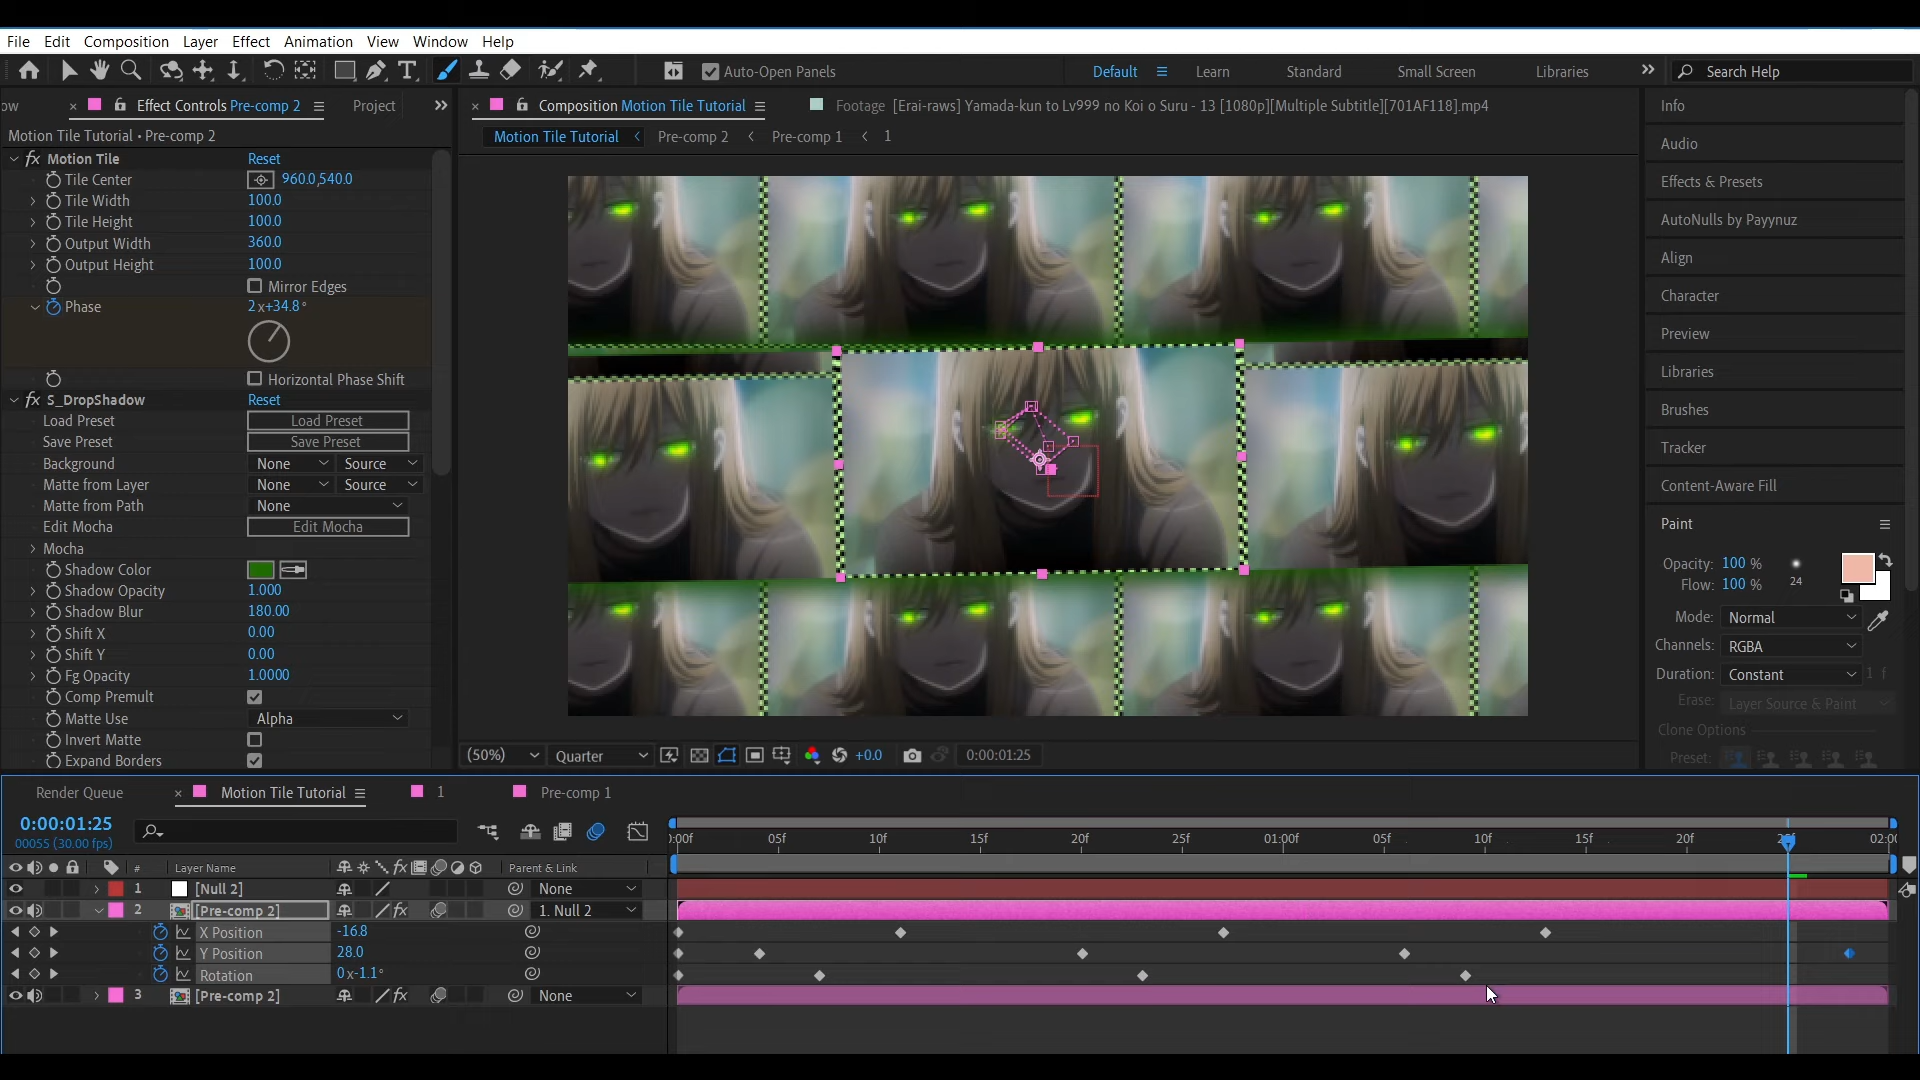 File Edit Composition Layer Effect Animation View Window Help
Auto-Open Panels Default Learn Standard Small Screen Libraries Search Help
ow Effect Controls Pre-comp 2 Project
Composition Motion Tile Tutorial Footage [Erai-raws] Yamada-kun to Lv999 no Koi o Suru - 13 [1080p][Multiple Subtitle][701AF118].mp4
Motion Tile Tutorial • Pre-comp 2
Motion Tile Tutorial Pre-comp 2 Pre-comp 1 1
fx Motion Tile Reset
Tile Center 960.0,540.0
Tile Width 100.0
Tile Height 100.0
Output Width 360.0
Output Height 100.0
Mirror Edges
Phase 2x+34.8°
Horizontal Phase Shift
fx S_DropShadow Reset
Load Preset Load Preset
Save Preset Save Preset
Background None Source
Matte from Layer None Source
Matte from Path None
Edit Mocha Edit Mocha
Mocha
Shadow Color
Shadow Opacity 1.000
Shadow Blur 180.00
Shift X 0.00
Shift Y 0.00
Fg Opacity 1.0000
Comp Premult
Matte Use Alpha
Invert Matte
Expand Borders
(50%) Quarter +0.0 0:00:01:25
Info
Audio
Effects & Presets
AutoNulls by Payynuz
Align
Character
Preview
Libraries
Brushes
Tracker
Content-Aware Fill
Paint
Opacity: 100 %
Flow: 100 % 24
Mode: Normal
Channels: RGBA
Duration: Constant 1 f
Erase: Layer Source & Paint
Clone Options
Preset:
Render Queue Motion Tile Tutorial 1 Pre-comp 1
0:00:01:25
00055 (30.00 fps)
:00f 05f 10f 15f 20f 25f 01:00f 05f 10f 15f 20f 25f 02:00
# Layer Name fx Parent & Link
1 [Null 2] None
2 [Pre-comp 2] fx 1. Null 2
X Position -16.8
Y Position 28.0
Rotation 0x-1.1°
3 [Pre-comp 2] fx None